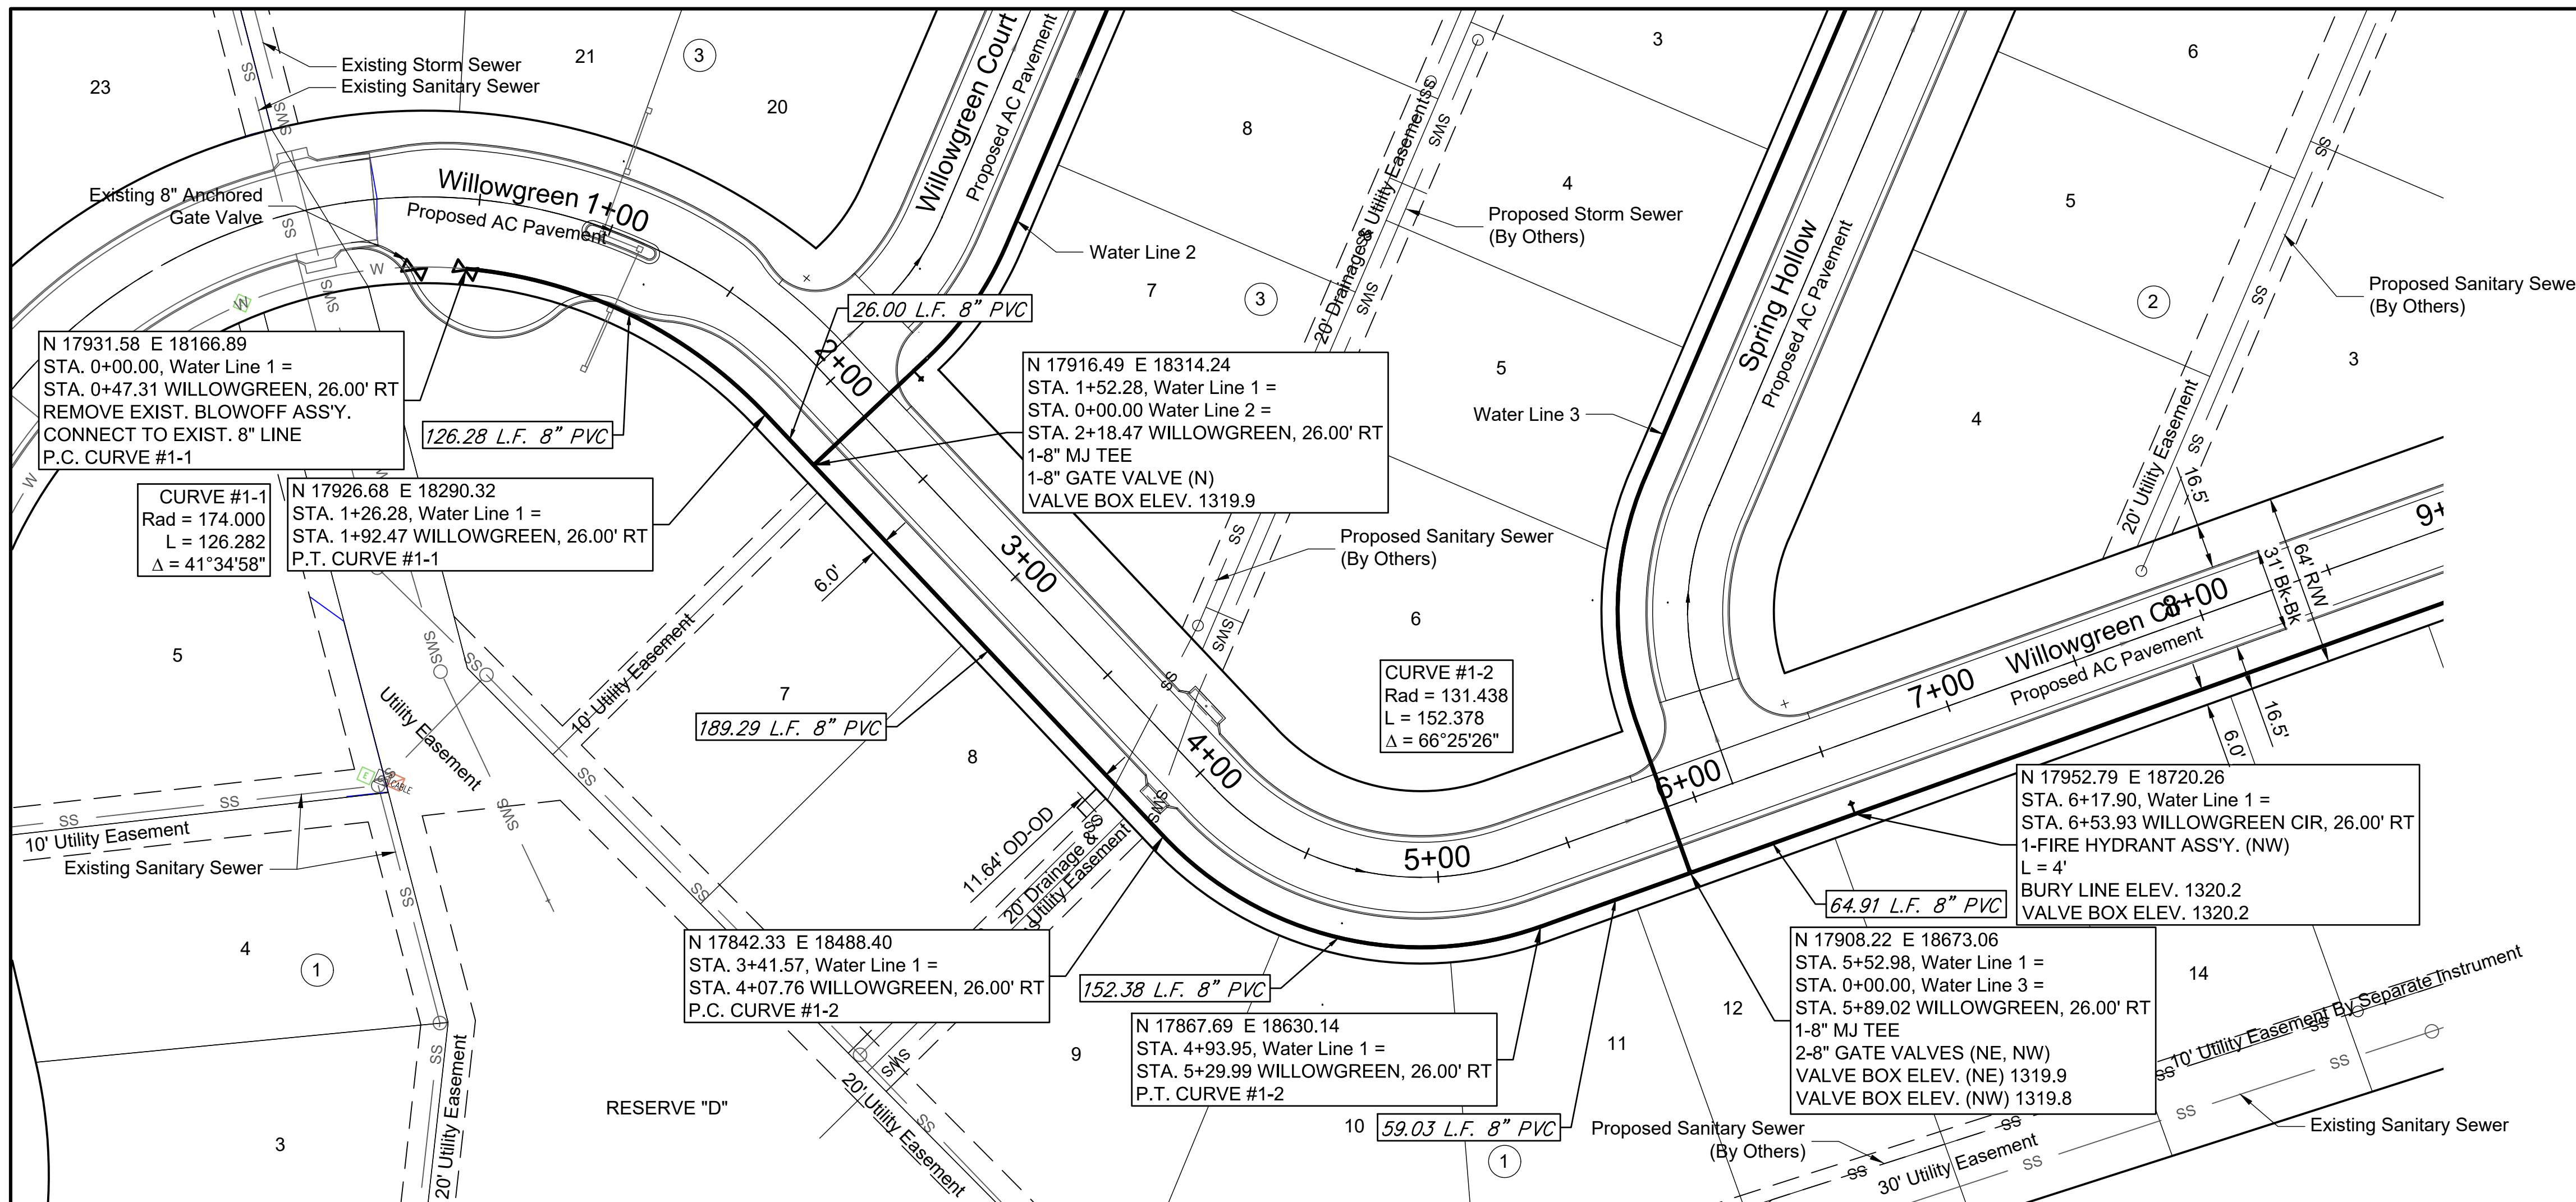 23
Existing Storm Sewer
Existing Sanitary Sewer
21
3
20
Willowgreen Court
Proposed AC Pavement
8
20' Drainage & Utility Easement
3
4
Proposed Storm Sewer
(By Others)
6
5
Existing 8" Anchored
Gate Valve
Willowgreen 1+00
Proposed AC Pavement
Water Line 2
7
3
5
Spring Hollow
Proposed AC Pavement
Water Line 3
2
Proposed Sanitary Sewe
(By Others)
3
4
20' Utility Easement
26.00 L.F. 8" PVC
2+00
N 17931.58 E 18166.89
STA. 0+00.00, Water Line 1 =
STA. 0+47.31 WILLOWGREEN, 26.00' RT
REMOVE EXIST. BLOWOFF ASS'Y.
CONNECT TO EXIST. 8" LINE
P.C. CURVE #1-1
126.28 L.F. 8" PVC
N 17916.49 E 18314.24
STA. 1+52.28, Water Line 1 =
STA. 0+00.00 Water Line 2 =
STA. 2+18.47 WILLOWGREEN, 26.00' RT
1-8" MJ TEE
1-8" GATE VALVE (N)
VALVE BOX ELEV. 1319.9
CURVE #1-1
Rad = 174.000
L = 126.282
Δ = 41°34'58"
N 17926.68 E 18290.32
STA. 1+26.28, Water Line 1 =
STA. 1+92.47 WILLOWGREEN, 26.00' RT
P.T. CURVE #1-1
6.0'
3+00
Proposed Sanitary Sewer
(By Others)
6
16.5'
9+
64' R/W
31' Bk-Bk
8+00
Willowgreen Cir
7+00
Proposed AC Pavement
16.5'
6.0'
CURVE #1-2
Rad = 131.438
L = 152.378
Δ = 66°25'26"
5
Utility Easement
10' Utility Easement
7
189.29 L.F. 8" PVC
8
4+00
6+00
5+00
11.64' OD-OD
20' Drainage &
Utility Easement
10' Utility Easement
Existing Sanitary Sewer
4
1
N 17952.79 E 18720.26
STA. 6+17.90, Water Line 1 =
STA. 6+53.93 WILLOWGREEN CIR, 26.00' RT
1-FIRE HYDRANT ASS'Y. (NW)
L = 4'
BURY LINE ELEV. 1320.2
VALVE BOX ELEV. 1320.2
64.91 L.F. 8" PVC
N 17842.33 E 18488.40
STA. 3+41.57, Water Line 1 =
STA. 4+07.76 WILLOWGREEN, 26.00' RT
P.C. CURVE #1-2
152.38 L.F. 8" PVC
N 17867.69 E 18630.14
STA. 4+93.95, Water Line 1 =
STA. 5+29.99 WILLOWGREEN, 26.00' RT
P.T. CURVE #1-2
N 17908.22 E 18673.06
STA. 5+52.98, Water Line 1 =
STA. 0+00.00, Water Line 3 =
STA. 5+89.02 WILLOWGREEN, 26.00' RT
1-8" MJ TEE
2-8" GATE VALVES (NE, NW)
VALVE BOX ELEV. (NE) 1319.9
VALVE BOX ELEV. (NW) 1319.8
12
14
11
9
10
59.03 L.F. 8" PVC
1
Proposed Sanitary Sewer
(By Others)
10' Utility Easement By Separate Instrument
Existing Sanitary Sewer
30' Utility Easement
RESERVE "D"
20' Utility Easement
20' Utility Easement
3